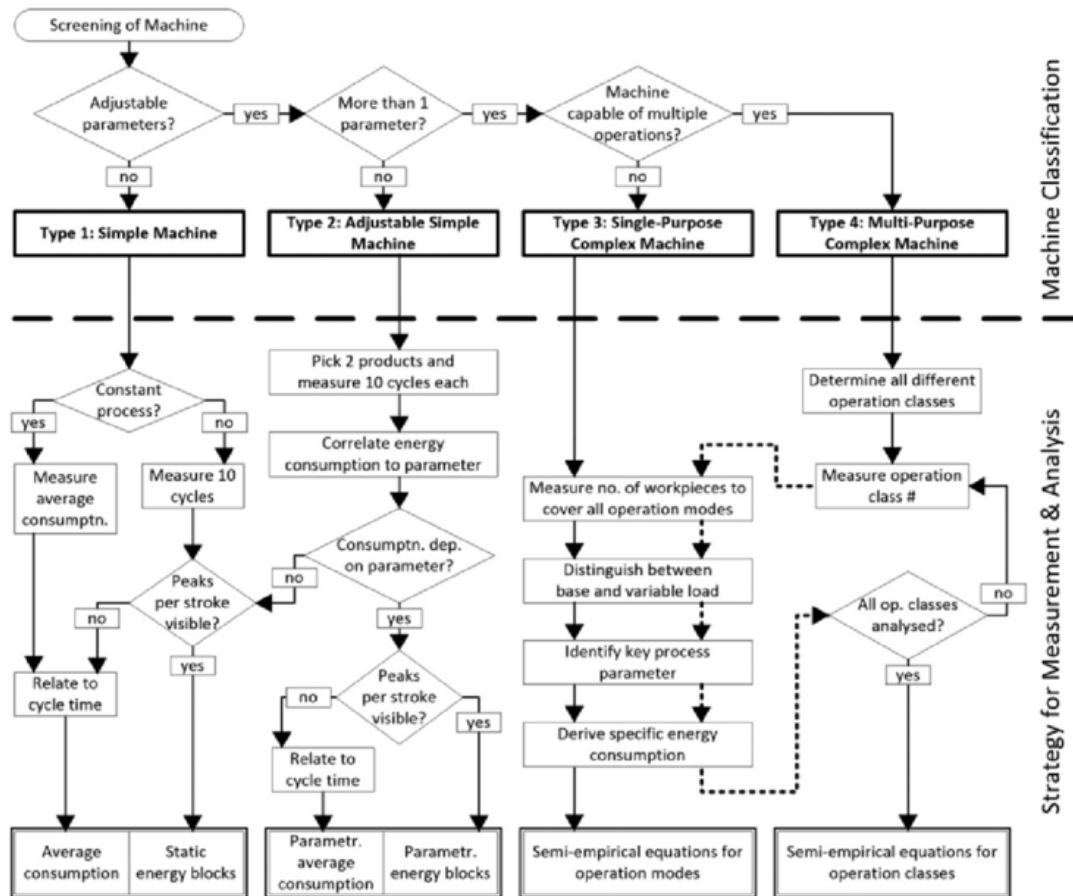 Screening of Machine
Adjustable
parameters?
yes
More than 1
parameter?
yes
Machine
capable of multiple
operations?
yes
no
no
no
Type 1: Simple Machine
Type 2: Adjustable Simple
Machine
Type 3: Single-Purpose
Complex Machine
Type 4: Multi-Purpose
Complex Machine
Machine Classification
Constant
process?
yes
no
Measure
average
consumptn.
Measure 10
cycles
Peaks
per stroke
visible?
no
yes
Relate to
cycle time
Average
consumption
Static
energy blocks
Pick 2 products and
measure 10 cycles each
Correlate energy
consumption to parameter
Consumptn. dep.
on parameter?
no
yes
Peaks
per stroke
visible?
no
yes
Relate to
cycle time
Parametr.
average
consumption
Parametr.
energy blocks
Measure no. of workpieces to
cover all operation modes
Distinguish between
base and variable load
Identify key process
parameter
Derive specific energy
consumption
Semi-empirical equations for
operation modes
Determine all different
operation classes
Measure operation
class #
All op. classes
analysed?
no
yes
Semi-empirical equations for
operation classes
Strategy for Measurement & Analysis